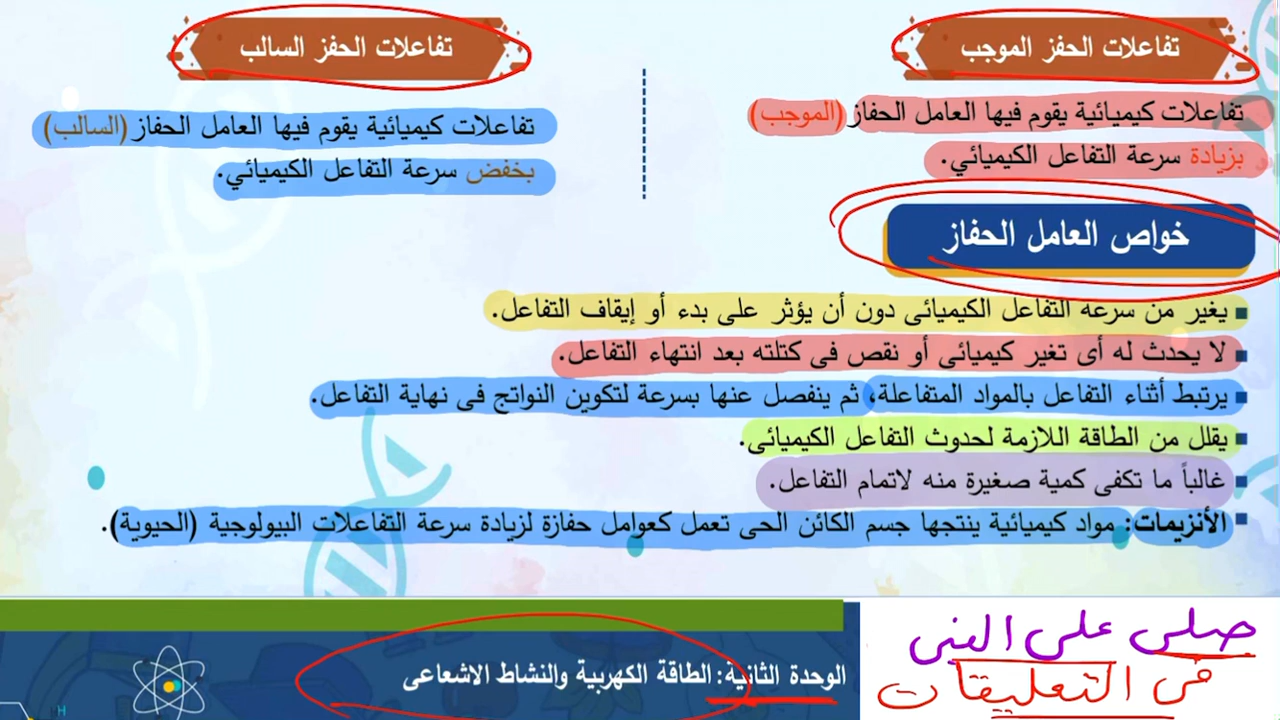 تفاعلات الحفز الموجب
تفاعلات كيميائية يقوم فيها العامل الحفاز (الموجب)
بزيادة سرعة التفاعل الكيميائي.
تفاعلات الحفز السالب
تفاعلات كيميائية يقوم فيها العامل الحفاز (السالب)
بخفض سرعة التفاعل الكيميائي.
خواص العامل الحفاز
▪ يغير من سرعه التفاعل الكيميائى دون أن يؤثر على بدء أو إيقاف التفاعل.
▪ لا يحدث له أى تغير كيميائى أو نقص فى كتلته بعد انتهاء التفاعل.
▪ يرتبط أثناء التفاعل بالمواد المتفاعلة، ثم ينفصل عنها بسرعة لتكوين النواتج فى نهاية التفاعل.
▪ يقلل من الطاقة اللازمة لحدوث التفاعل الكيميائى.
▪ غالباً ما تكفى كمية صغيرة منه لاتمام التفاعل.
▪ الأنزيمات: مواد كيميائية ينتجها جسم الكائن الحى تعمل كعوامل حفازة لزيادة سرعة التفاعلات البيولوجية (الحيوية).
الوحدة الثانية: الطاقة الكهربية والنشاط الاشعاعى
صلى على النبى
فى التعليقات
H